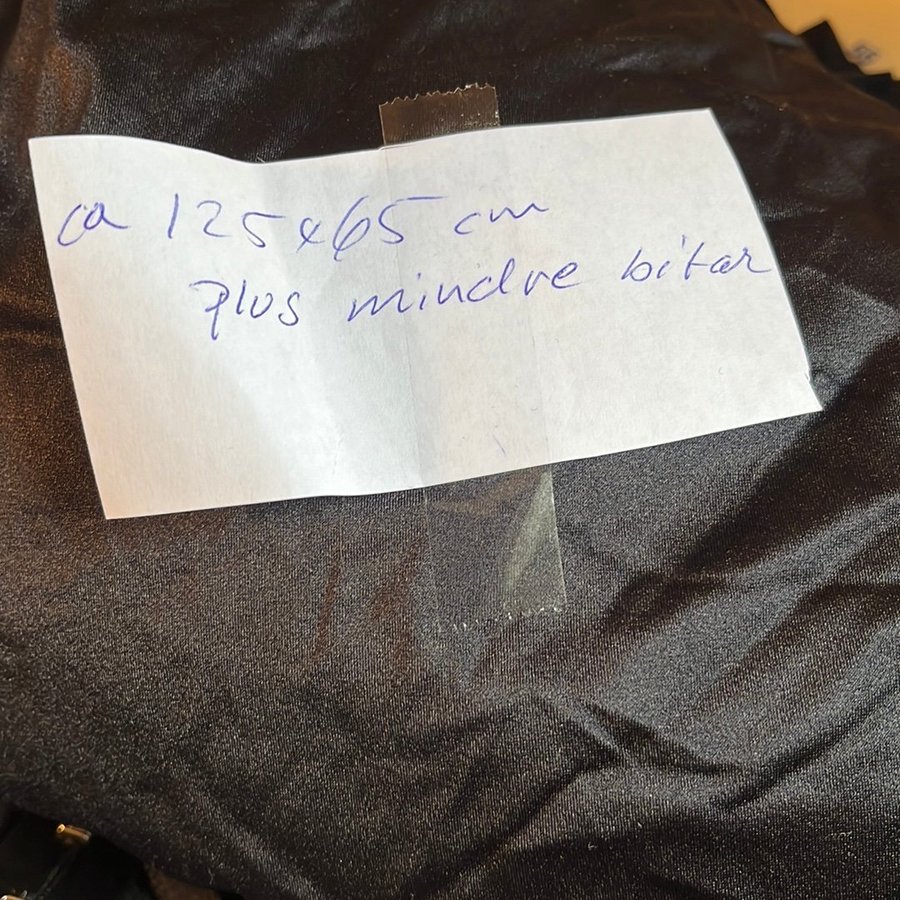 ca 125x65 cm
Plus mindre bitar